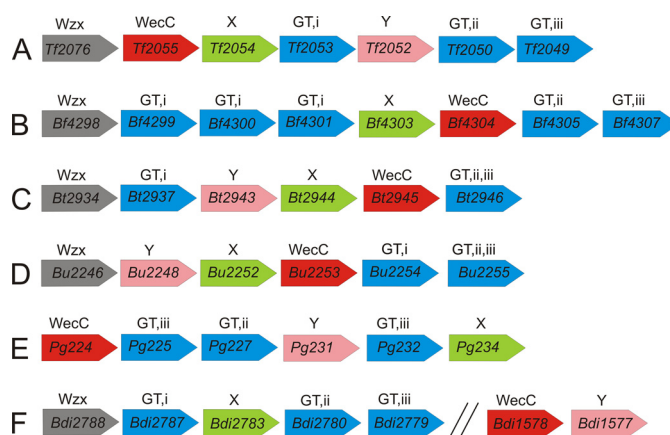 Wzx WecC X GT,i Y GT,ii GT,iii
A Tf2076 Tf2055 Tf2054 Tf2053 Tf2052 Tf2050 Tf2049
Wzx GT,i GT,i GT,i X WecC GT,ii GT,iii
B Bf4298 Bf4299 Bf4300 Bf4301 Bf4303 Bf4304 Bf4305 Bf4307
Wzx GT,i Y X WecC GT,ii,iii
C Bt2934 Bt2937 Bt2943 Bt2944 Bt2945 Bt2946
Wzx Y X WecC GT,i GT,ii,iii
D Bu2246 Bu2248 Bu2252 Bu2253 Bu2254 Bu2255
WecC GT,iii GT,ii Y GT,iii X
E Pg224 Pg225 Pg227 Pg231 Pg232 Pg234
Wzx GT,i X GT,ii GT,iii WecC Y
F Bdi2788 Bdi2787 Bdi2783 Bdi2780 Bdi2779 // Bdi1578 Bdi1577